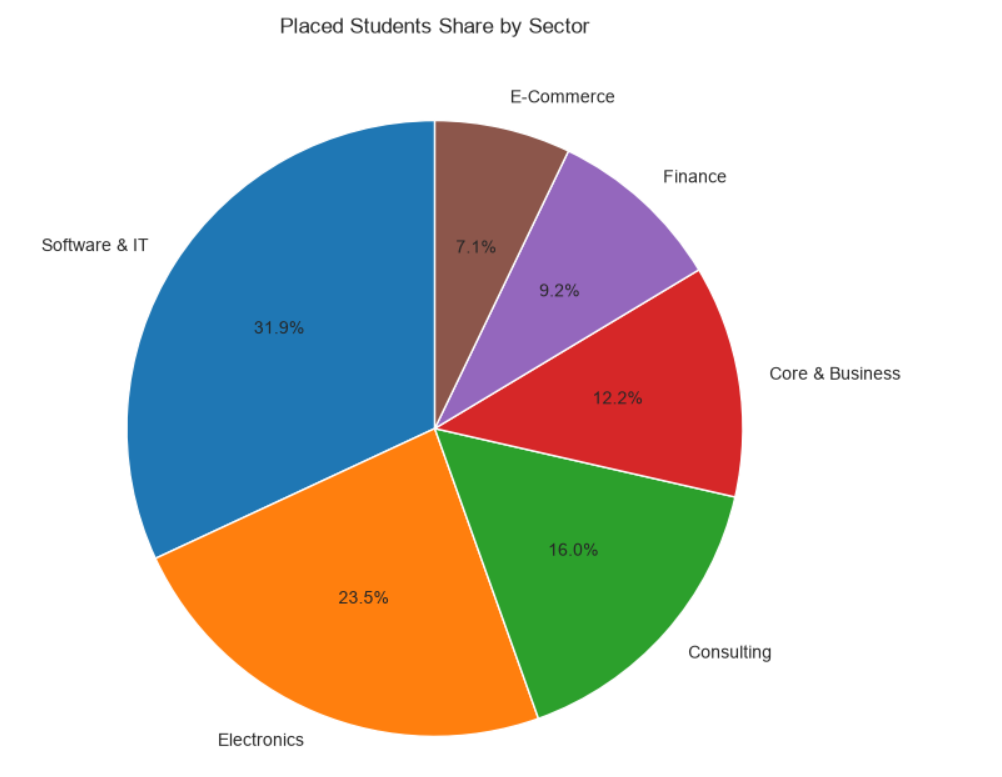 Placed Students Share by Sector
E-Commerce
Finance
Software & IT
7.1%
9.2%
31.9%
Core & Business
12.2%
16.0%
23.5%
Consulting
Electronics